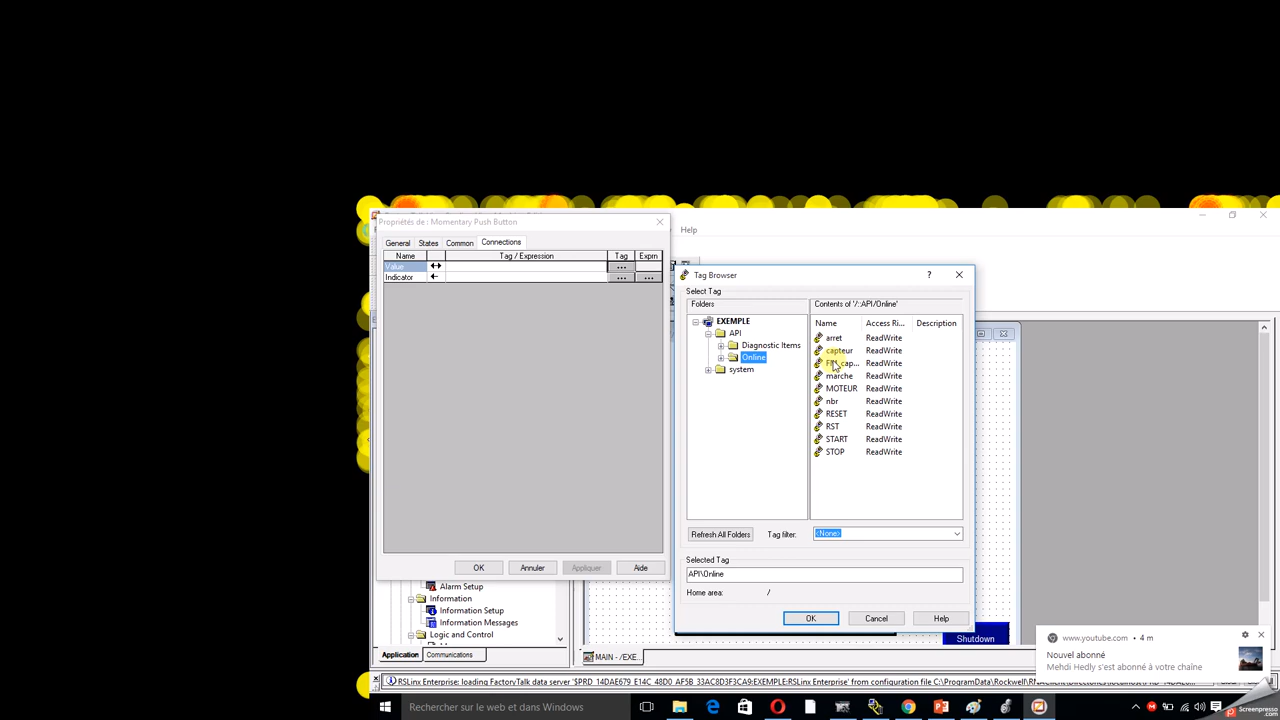 Propriétés de : Momentary Push Button
Help
General
States
Common
Connections
Name
Tag / Expression
Tag
Exprn
Value
...
Indicator
...
...
OK
Annuler
Appliquer
Aide
Tag Browser
?
Select Tag
Folders
Contents of '/::API/Online'
EXEMPLE
API
Diagnostic Items
Online
system
Name Access Ri... Description
arret ReadWrite
capteur ReadWrite
ReadWrite
marche ReadWrite
MOTEUR ReadWrite
nbr ReadWrite
RESET ReadWrite
RST ReadWrite
START ReadWrite
STOP ReadWrite
Refresh All Folders
Tag filter:
<None>
Selected Tag
API\Online
Home area: /
OK
Cancel
Help
Alarm Setup
Information
Information Setup
Information Messages
Logic and Control
Application
Communications
MAIN - /EXE...
Shutdown
www.youtube.com • 4 m
Nouvel abonné
Mehdi Hedly s'est abonné à votre chaîne
RSLinx Enterprise: loading FactoryTalk data server
from configuration file
Rechercher sur le web et dans Windows
Screenpresso
.com